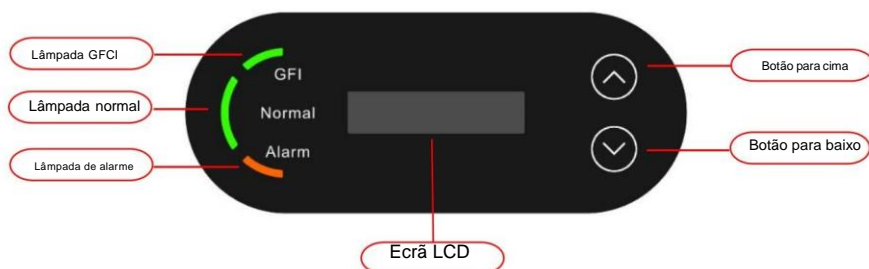 Lâmpada GFCI
Lâmpada normal
Lâmpada de alarme
GFI
Normal
Alarm
Botão para cima
Botão para baixo
Ecrã LCD